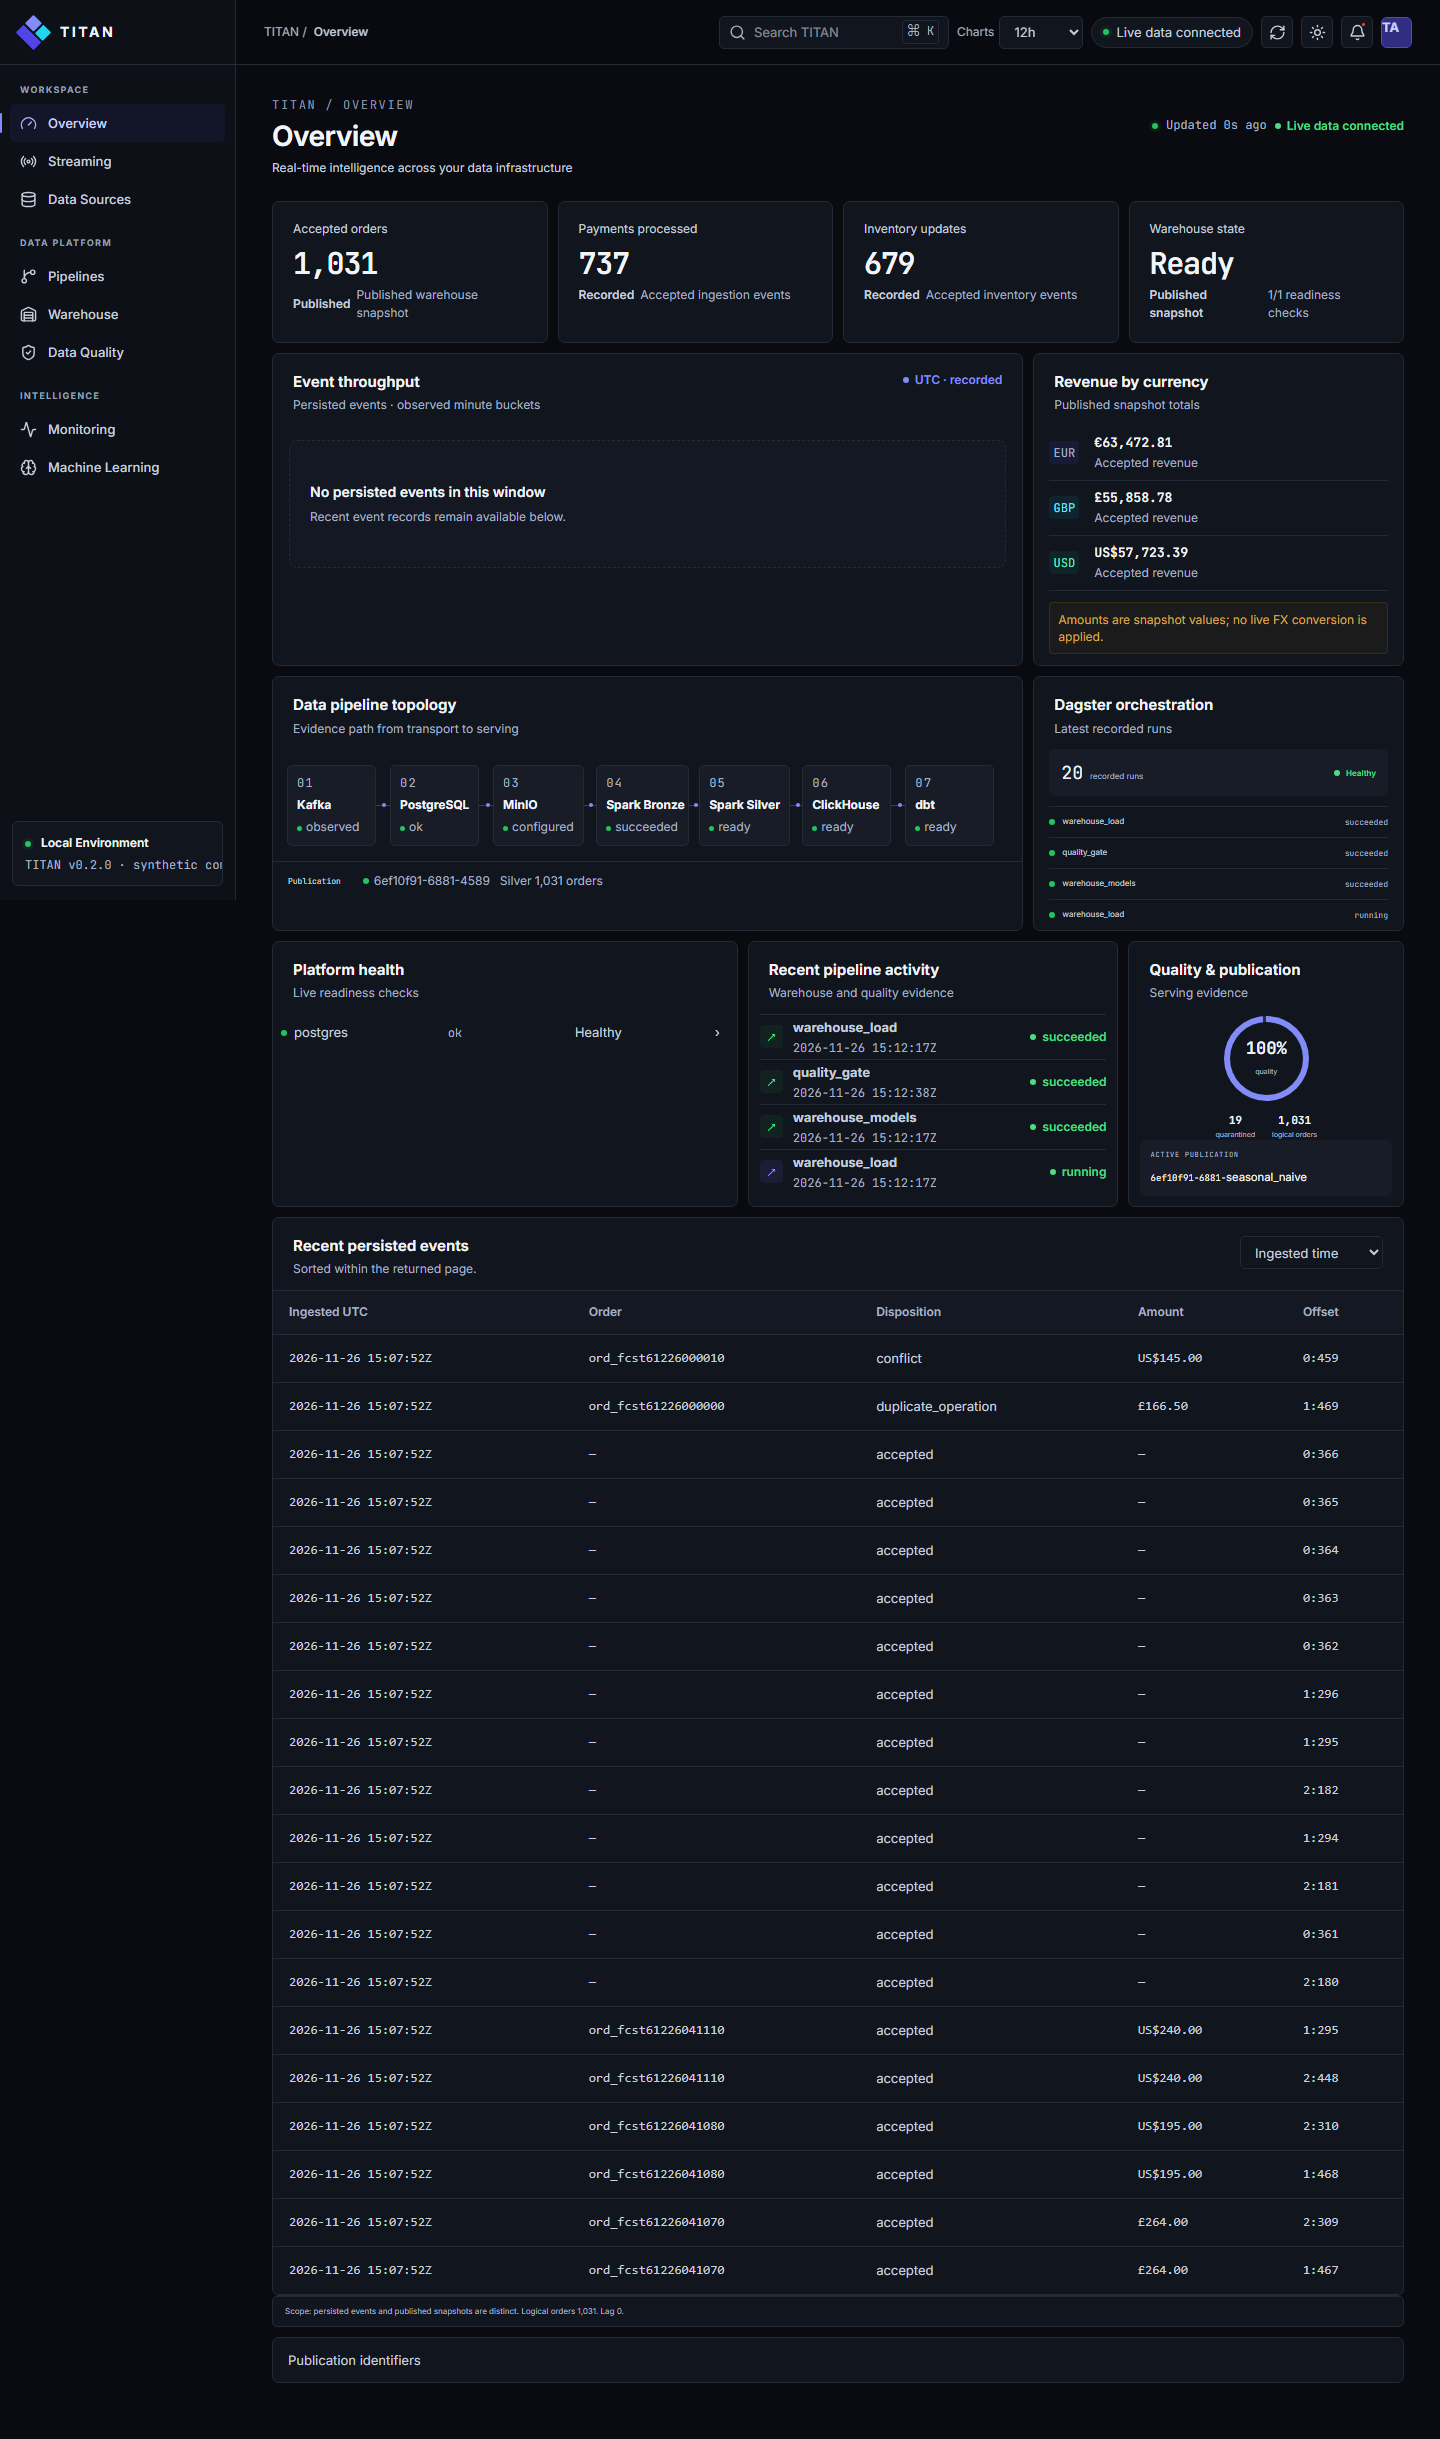 TITAN
TITAN / Overview
Search TITAN
⌘ K
Charts
12h
Live data connected
TA
WORKSPACE
Overview
Streaming
Data Sources
DATA PLATFORM
Pipelines
Warehouse
Data Quality
INTELLIGENCE
Monitoring
Machine Learning
Local Environment
TITAN v0.2.0 · synthetic
TITAN / OVERVIEW
Overview
Real-time intelligence across your data infrastructure
Updated 0s ago
Live data connected
Accepted orders
1,031
Published
Published warehouse
snapshot
Payments processed
737
Recorded Accepted ingestion events
Inventory updates
679
Recorded Accepted inventory events
Warehouse state
Ready
Published
snapshot
1/1 readiness
checks
Event throughput
Persisted events · observed minute buckets
UTC · recorded
No persisted events in this window
Recent event records remain available below.
Revenue by currency
Published snapshot totals
EUR
€63,472.81
Accepted revenue
GBP
£55,858.78
Accepted revenue
USD
US$57,723.39
Accepted revenue
Amounts are snapshot values; no live FX conversion is
applied.
Data pipeline topology
Evidence path from transport to serving
01
Kafka
observed
02
PostgreSQL
ok
03
MinIO
configured
04
Spark Bronze
succeeded
05
Spark Silver
ready
06
ClickHouse
ready
07
dbt
ready
Publication
6ef10f91-6881-4589
Silver 1,031 orders
Dagster orchestration
Latest recorded runs
20 recorded runs
Healthy
warehouse_load succeeded
quality_gate succeeded
warehouse_models succeeded
warehouse_load running
Platform health
Live readiness checks
postgres ok Healthy ›
Recent pipeline activity
Warehouse and quality evidence
↗ warehouse_load
2026-11-26 15:12:17Z
succeeded
↗ quality_gate
2026-11-26 15:12:38Z
succeeded
↗ warehouse_models
2026-11-26 15:12:17Z
succeeded
↗ warehouse_load
2026-11-26 15:12:17Z
running
Quality & publication
Serving evidence
100%
quality
19
quarantined
1,031
logical orders
ACTIVE PUBLICATION
6ef10f91-6881-seasonal_naive
Recent persisted events
Sorted within the returned page.
Ingested time
Ingested UTC Order Disposition Amount Offset
2026-11-26 15:07:52Z ord_fcst61226000010 conflict US$145.00 0:459
2026-11-26 15:07:52Z ord_fcst61226000000 duplicate_operation £166.50 1:469
2026-11-26 15:07:52Z — accepted — 0:366
2026-11-26 15:07:52Z — accepted — 0:365
2026-11-26 15:07:52Z — accepted — 0:364
2026-11-26 15:07:52Z — accepted — 0:363
2026-11-26 15:07:52Z — accepted — 0:362
2026-11-26 15:07:52Z — accepted — 1:296
2026-11-26 15:07:52Z — accepted — 1:295
2026-11-26 15:07:52Z — accepted — 2:182
2026-11-26 15:07:52Z — accepted — 1:294
2026-11-26 15:07:52Z — accepted — 2:181
2026-11-26 15:07:52Z — accepted — 0:361
2026-11-26 15:07:52Z — accepted — 2:180
2026-11-26 15:07:52Z ord_fcst61226041110 accepted US$240.00 1:295
2026-11-26 15:07:52Z ord_fcst61226041110 accepted US$240.00 2:448
2026-11-26 15:07:52Z ord_fcst61226041080 accepted US$195.00 2:310
2026-11-26 15:07:52Z ord_fcst61226041080 accepted US$195.00 1:468
2026-11-26 15:07:52Z ord_fcst61226041070 accepted £264.00 2:309
2026-11-26 15:07:52Z ord_fcst61226041070 accepted £264.00 1:467
Scope: persisted events and published snapshots are distinct. Logical orders 1,031. Lag 0.
Publication identifiers